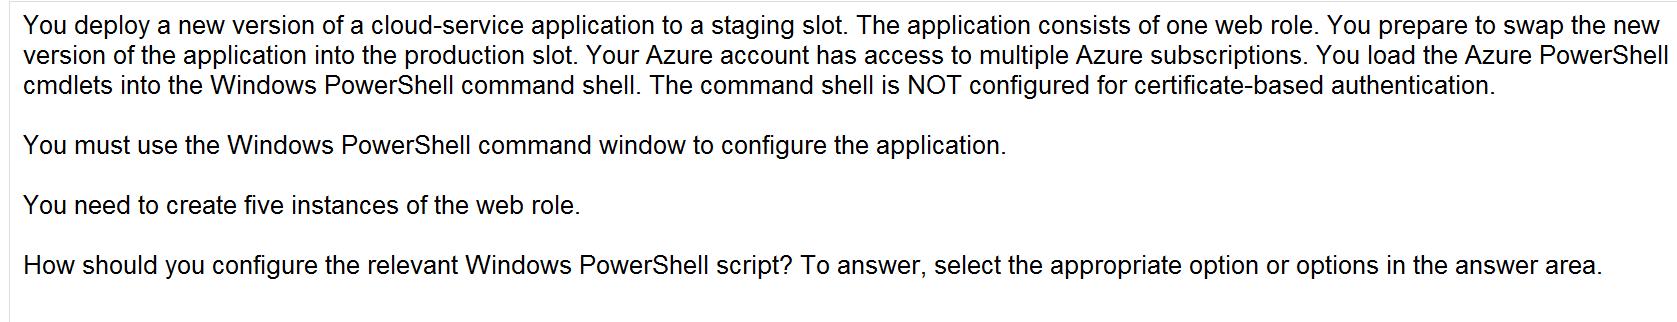 You deploy a new version of a cloud-service application to a staging slot. The application consists of one web role. You prepare to swap the new
version of the application into the production slot. Your Azure account has access to multiple Azure subscriptions. You load the Azure PowerShell
cmdlets into the Windows PowerShell command shell. The command shell is NOT configured for certificate-based authentication.
You must use the Windows PowerShell command window to configure the application.
You need to create five instances of the web role.
How should you configure the relevant Windows PowerShell script? To answer, select the appropriate option or options in the answer area.